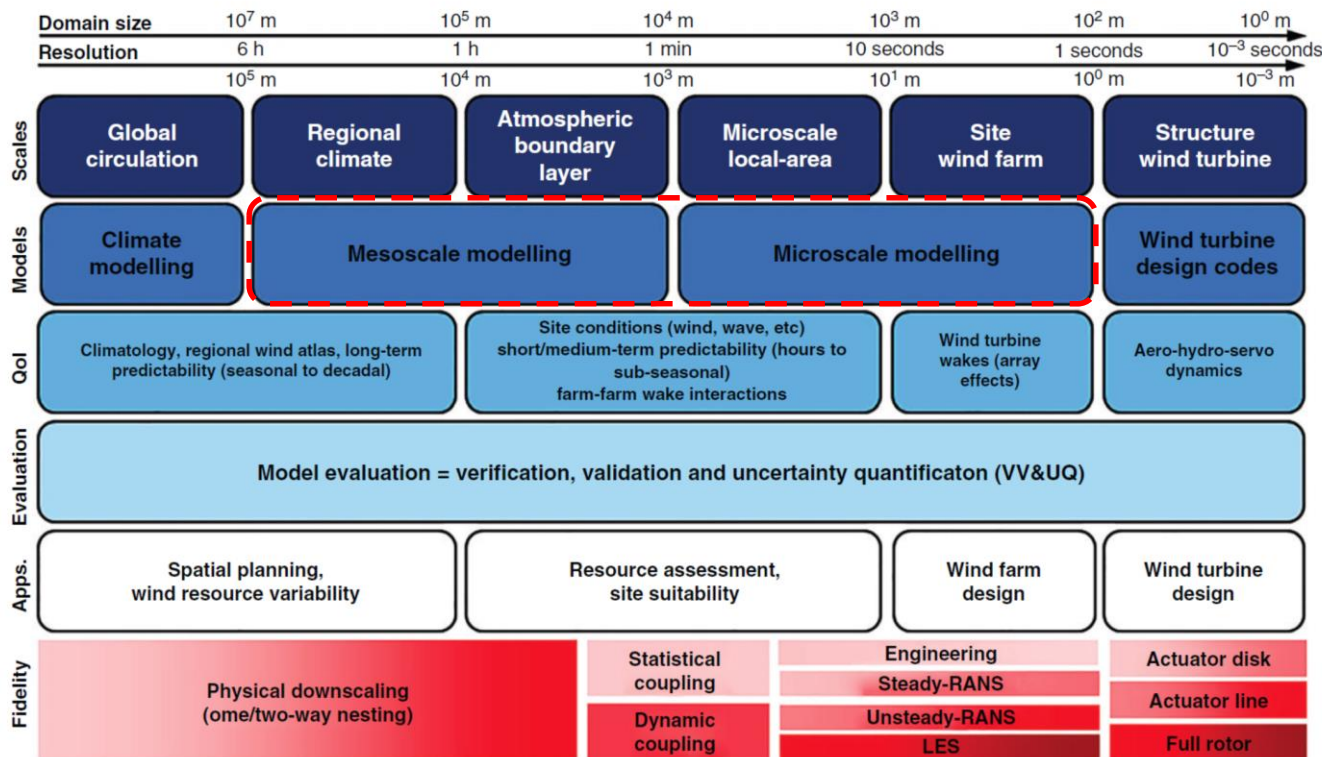 Domain size 10⁷ m 10⁵ m 10⁴ m 10³ m 10² m 10⁰ m
Resolution 6 h 1 h 1 min 10 seconds 1 seconds 10⁻³ seconds
10⁵ m 10⁴ m 10³ m 10¹ m 10⁰ m 10⁻³ m
Scales
Global
circulation
Regional
climate
Atmospheric
boundary
layer
Microscale
local-area
Site
wind farm
Structure
wind turbine
Models
Climate
modelling
Mesoscale modelling
Microscale modelling
Wind turbine
design codes
QoI
Climatology, regional wind atlas, long-term
predictability (seasonal to decadal)
Site conditions (wind, wave, etc)
short/medium-term predictability (hours to
sub-seasonal)
farm-farm wake interactions
Wind turbine
wakes (array
effects)
Aero-hydro-servo
dynamics
Evaluation
Model evaluation = verification, validation and uncertainty quantificaton (VV&UQ)
Apps.
Spatial planning,
wind resource variability
Resource assessment,
site suitability
Wind farm
design
Wind turbine
design
Fidelity
Physical downscaling
(ome/two-way nesting)
Statistical
coupling
Dynamic
coupling
Engineering
Steady-RANS
Unsteady-RANS
LES
Actuator disk
Actuator line
Full rotor